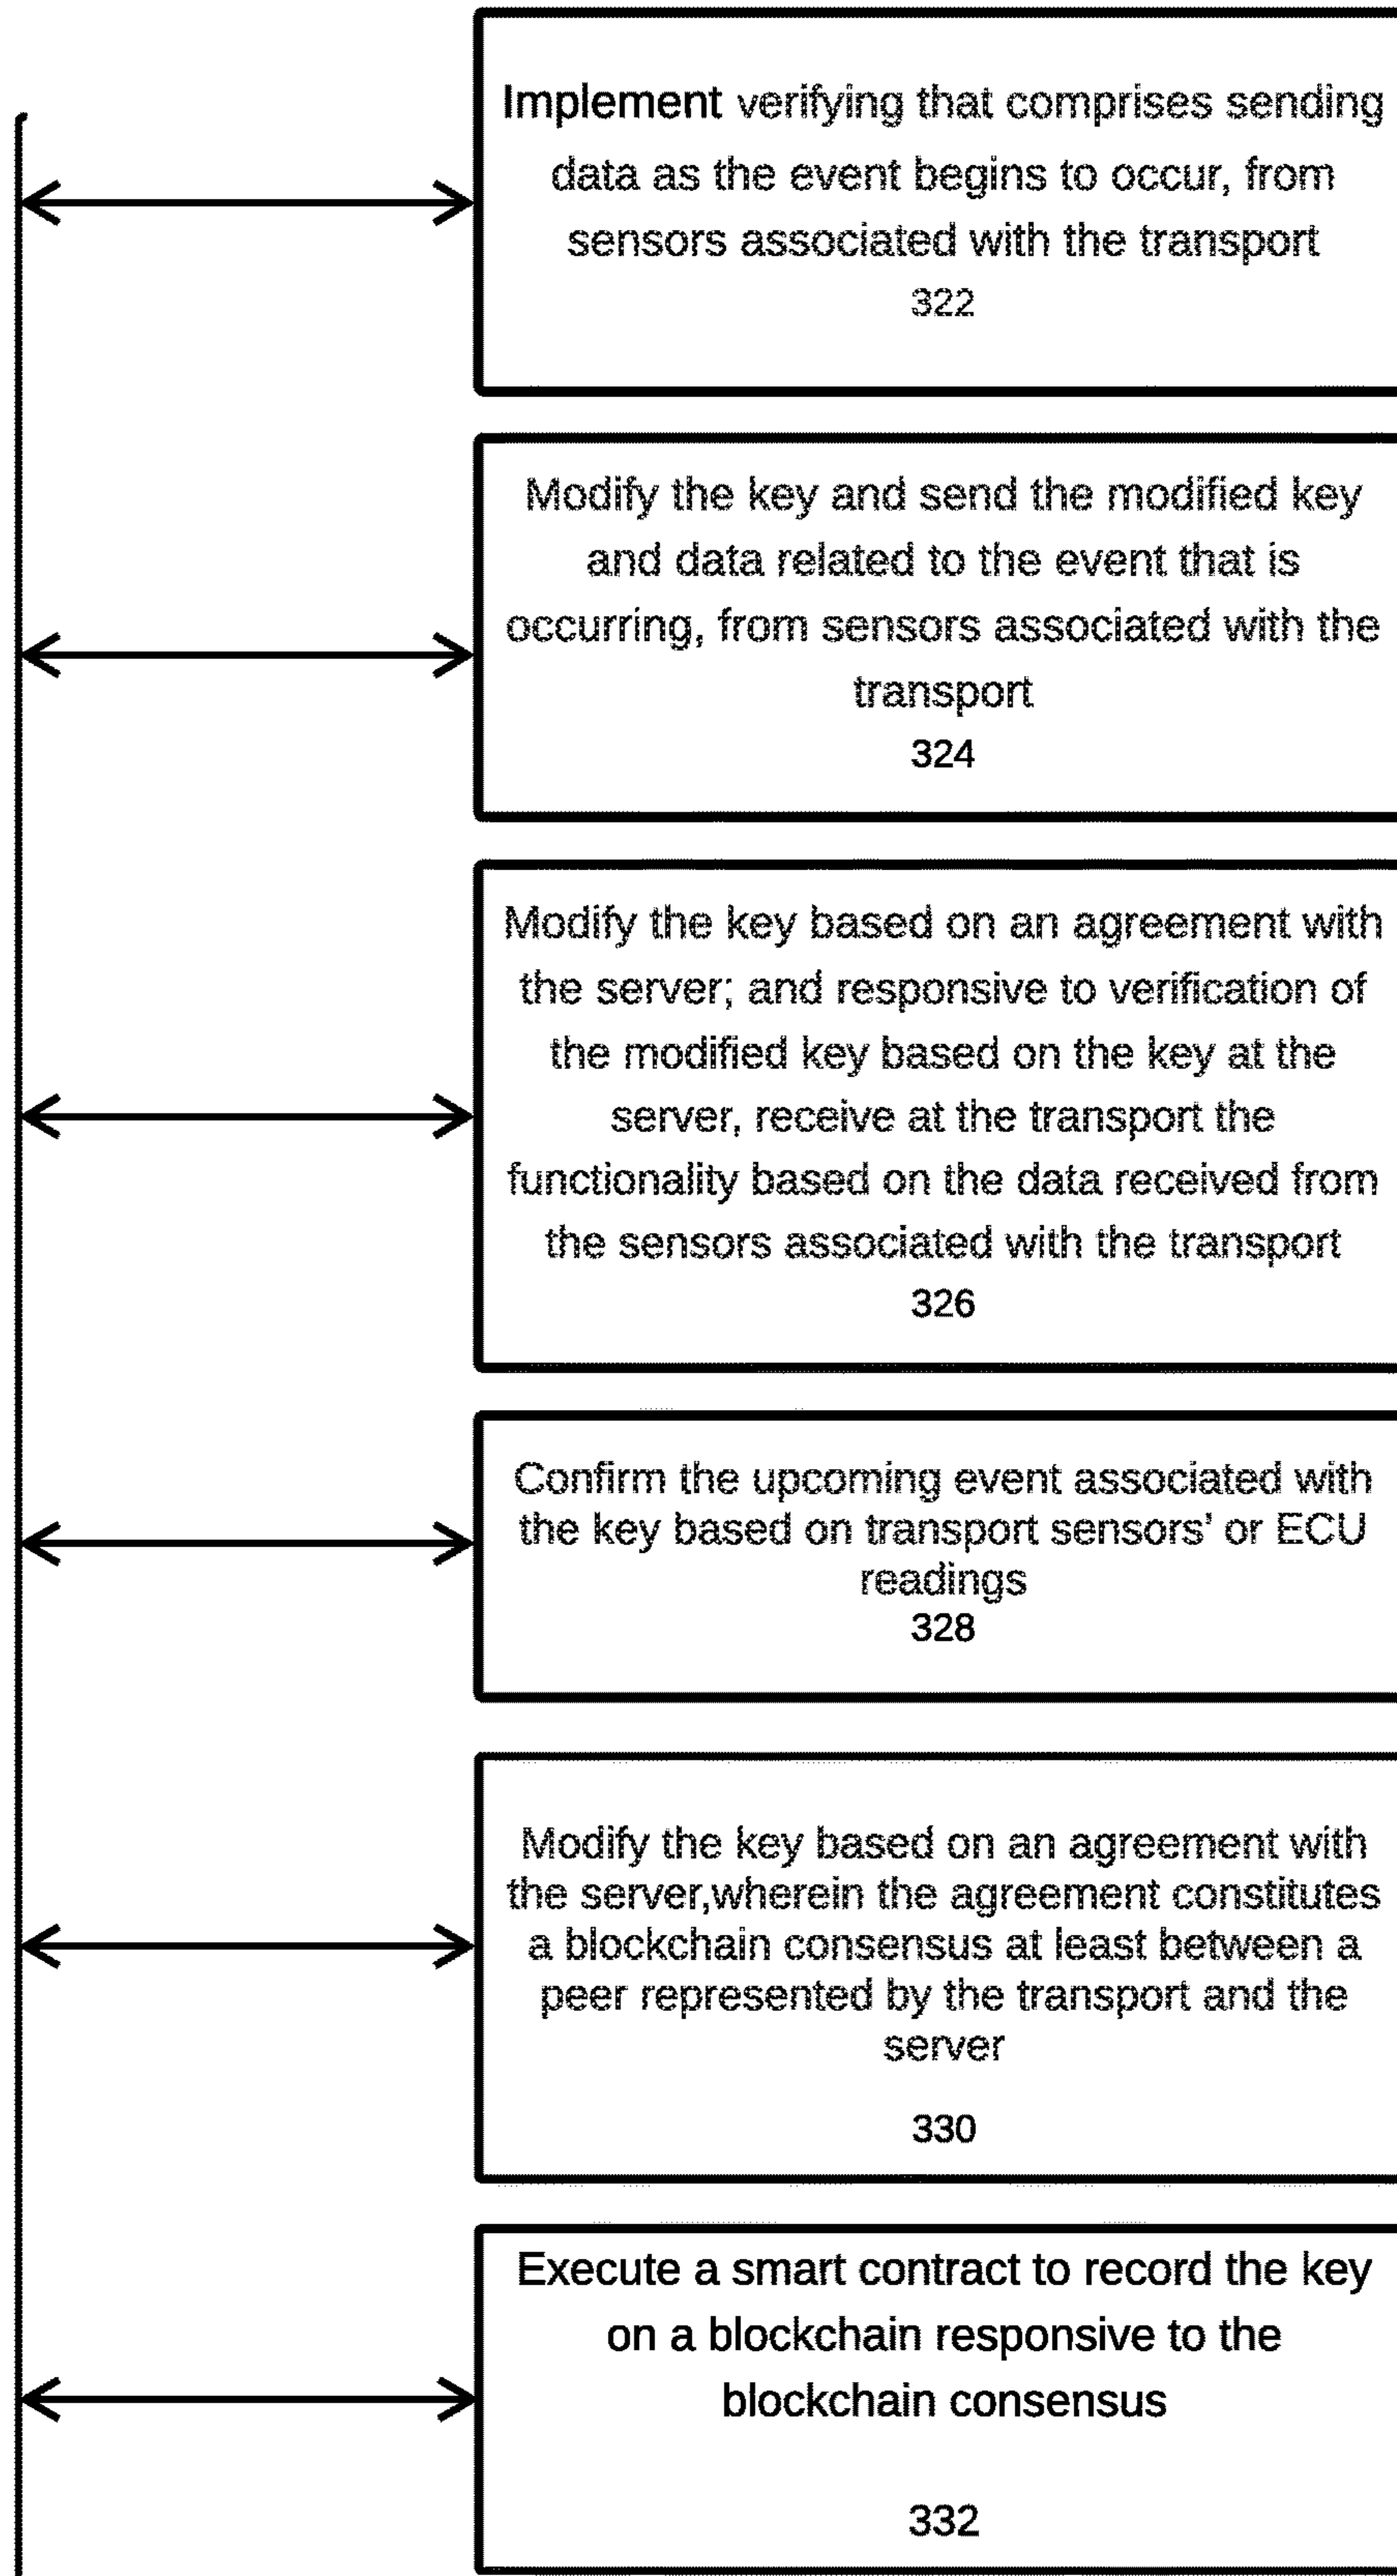 Implement verifying that comprises sending
data as the event begins to occur, from
sensors associated with the transport
322
Modify the key and send the modified key
and data related to the event that is
occurring, from sensors associated with the
transport
324
Modify the key based on an agreement with
the server; and responsive to verification of
the modified key based on the key at the
server, receive at the transport the
functionality based on the data received from
the sensors associated with the transport
326
Confirm the upcoming event associated with
the key based on transport sensors’ or ECU
readings
328
Modify the key based on an agreement with
the server,wherein the agreement constitutes
a blockchain consensus at least between a
peer represented by the transport and the
server
330
Execute a smart contract to record the key
on a blockchain responsive to the
blockchain consensus
332